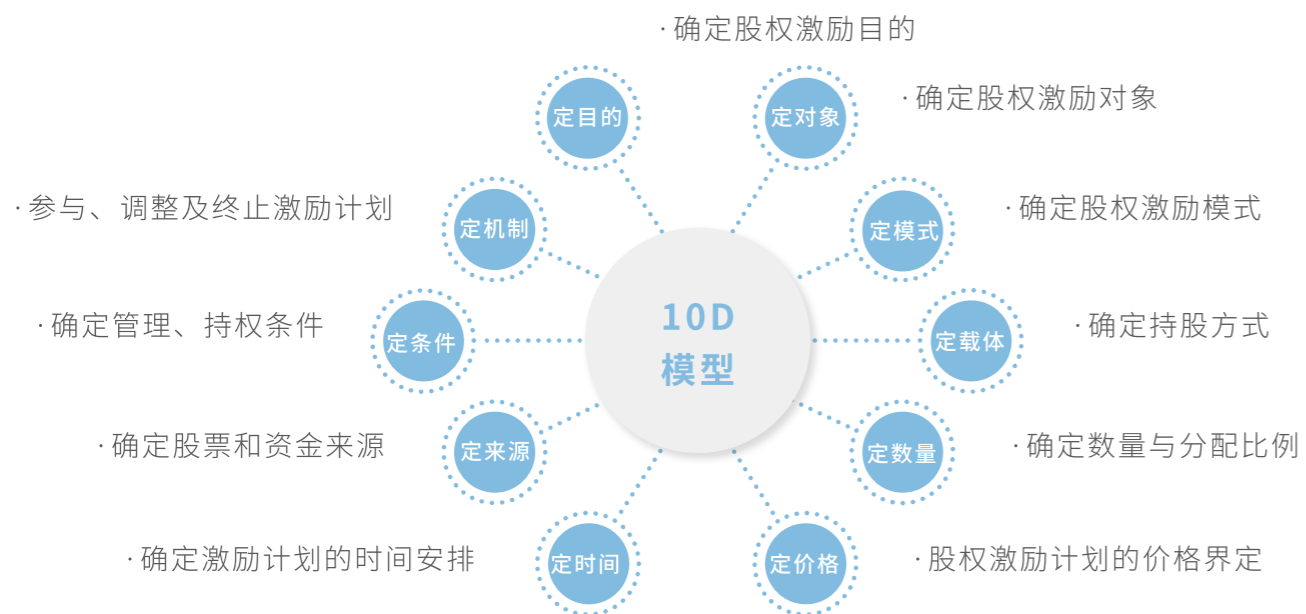 ·确定股权激励目的
定目的
定对象
·确定股权激励对象
·参与、调整及终止激励计划
定机制
定模式
·确定股权激励模式
10D
模型
·确定管理、持权条件
定条件
定载体
·确定持股方式
·确定股票和资金来源
定来源
定数量
·确定数量与分配比例
·确定激励计划的时间安排
定时间
定价格
·股权激励计划的价格界定